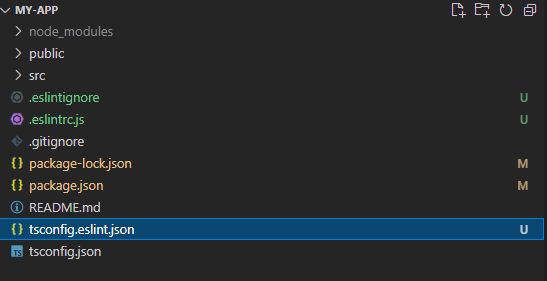 MY-APP
node_modules
public
src
.eslintignore U
.eslintrc.js U
.gitignore
{} package-lock.json M
{} package.json M
README.md
{} tsconfig.eslint.json U
TS tsconfig.json